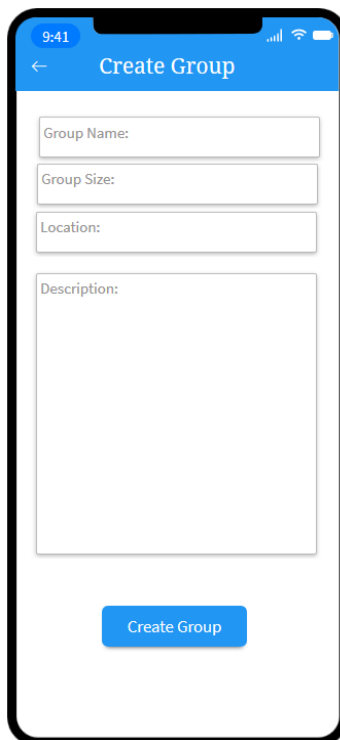 9:41
Create Group
Group Name:
Group Size:
Location:
Description:
Create Group